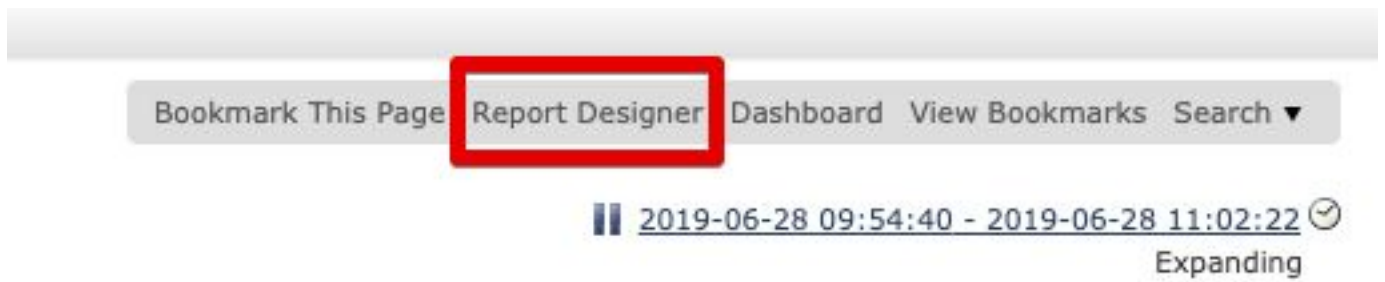 Bookmark This Page Report Designer Dashboard View Bookmarks Search ▼
2019-06-28 09:54:40 - 2019-06-28 11:02:22
Expanding